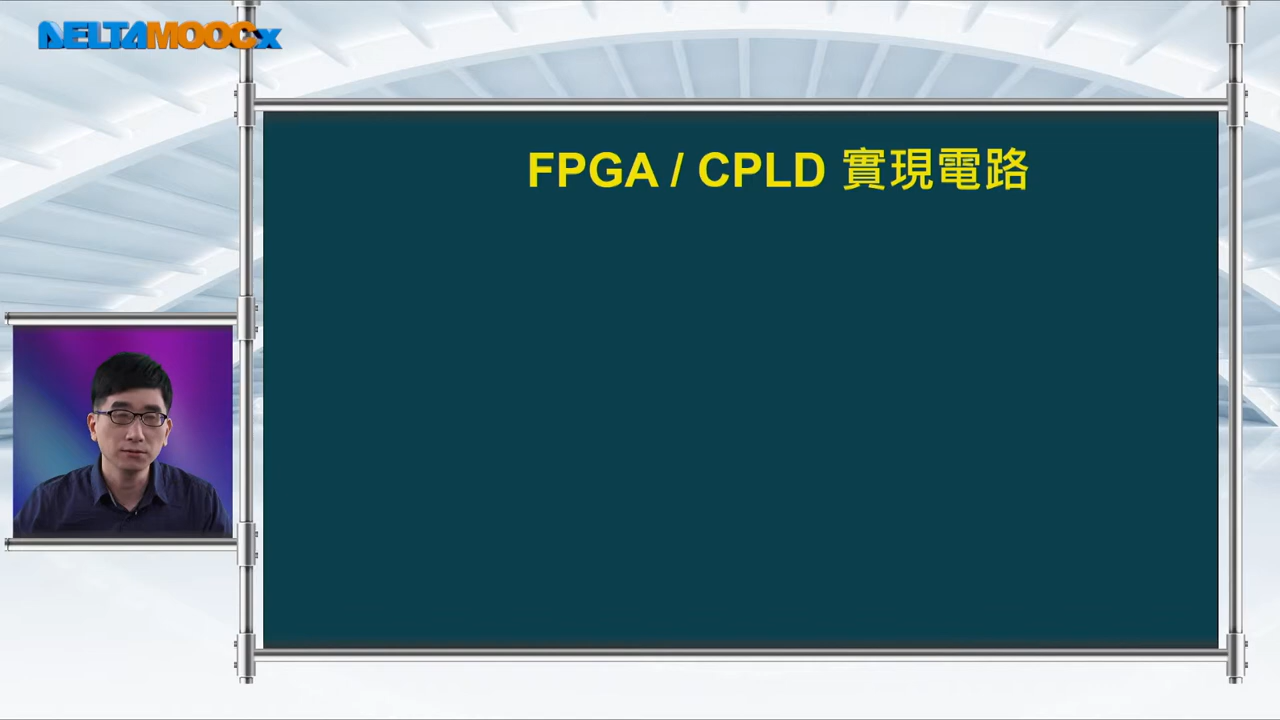 DELTAMOOCx
FPGA / CPLD 實現電路